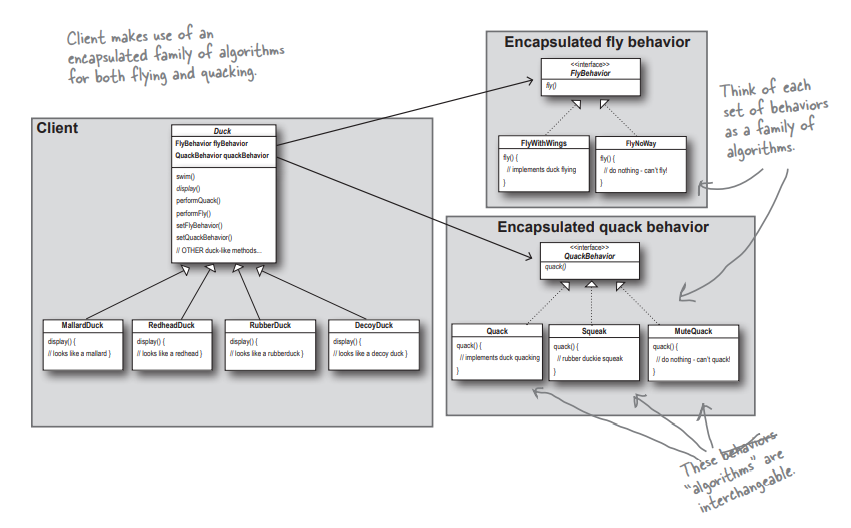 Client makes use of an
encapsulated family of algorithms
for both flying and quacking.
Client
Duck
FlyBehavior flyBehavior
QuackBehavior quackBehavior
swim()
display()
performQuack()
performFly()
setFlyBehavior()
setQuackBehavior()
// OTHER duck-like methods...
MallardDuck
display() {
// looks like a mallard }
RedheadDuck
display() {
// looks like a redhead }
RubberDuck
display() {
// looks like a rubberduck }
DecoyDuck
display() {
// looks like a decoy duck }
Encapsulated fly behavior
<<interface>>
FlyBehavior
fly()
FlyWithWings
fly() {
// implements duck flying
}
FlyNoWay
fly() {
// do nothing - can't fly!
}
Think of each
set of behaviors
as a family of
algorithms.
Encapsulated quack behavior
<<interface>>
QuackBehavior
quack()
Quack
quack() {
// implements duck quacking
}
Squeak
quack() {
// rubber duckie squeak
}
MuteQuack
quack() {
// do nothing - can't quack!
}
These behaviors
“algorithms” are
interchangeable.